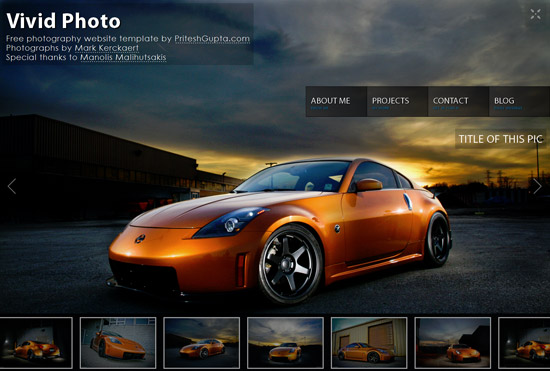 Vivid Photo
Free photography website template by PriteshGupta.com
Photographs by Mark Kerckaert
Special thanks to Manolis Malihutsakis
ABOUT ME PROJECTS CONTACT BLOG
TITLE OF THIS PIC